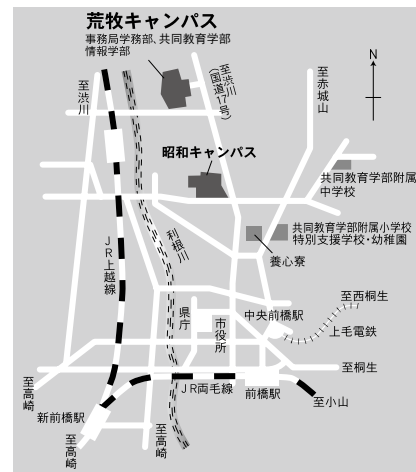 荒牧キャンパス
事務局学務部、共同教育学部
情報学部
N
至渋川
至渋川
(国道17号)
至赤城山
昭和キャンパス
共同教育学部附属
中学校
利根川
共同教育学部附属小学校
特別支援学校・幼稚園
養心寮
JR上越線
県庁
市役所
中央前橋駅
至西桐生
上毛電鉄
至桐生
JR両毛線
前橋駅
至小山
至高崎
新前橋駅
至高崎
至高崎